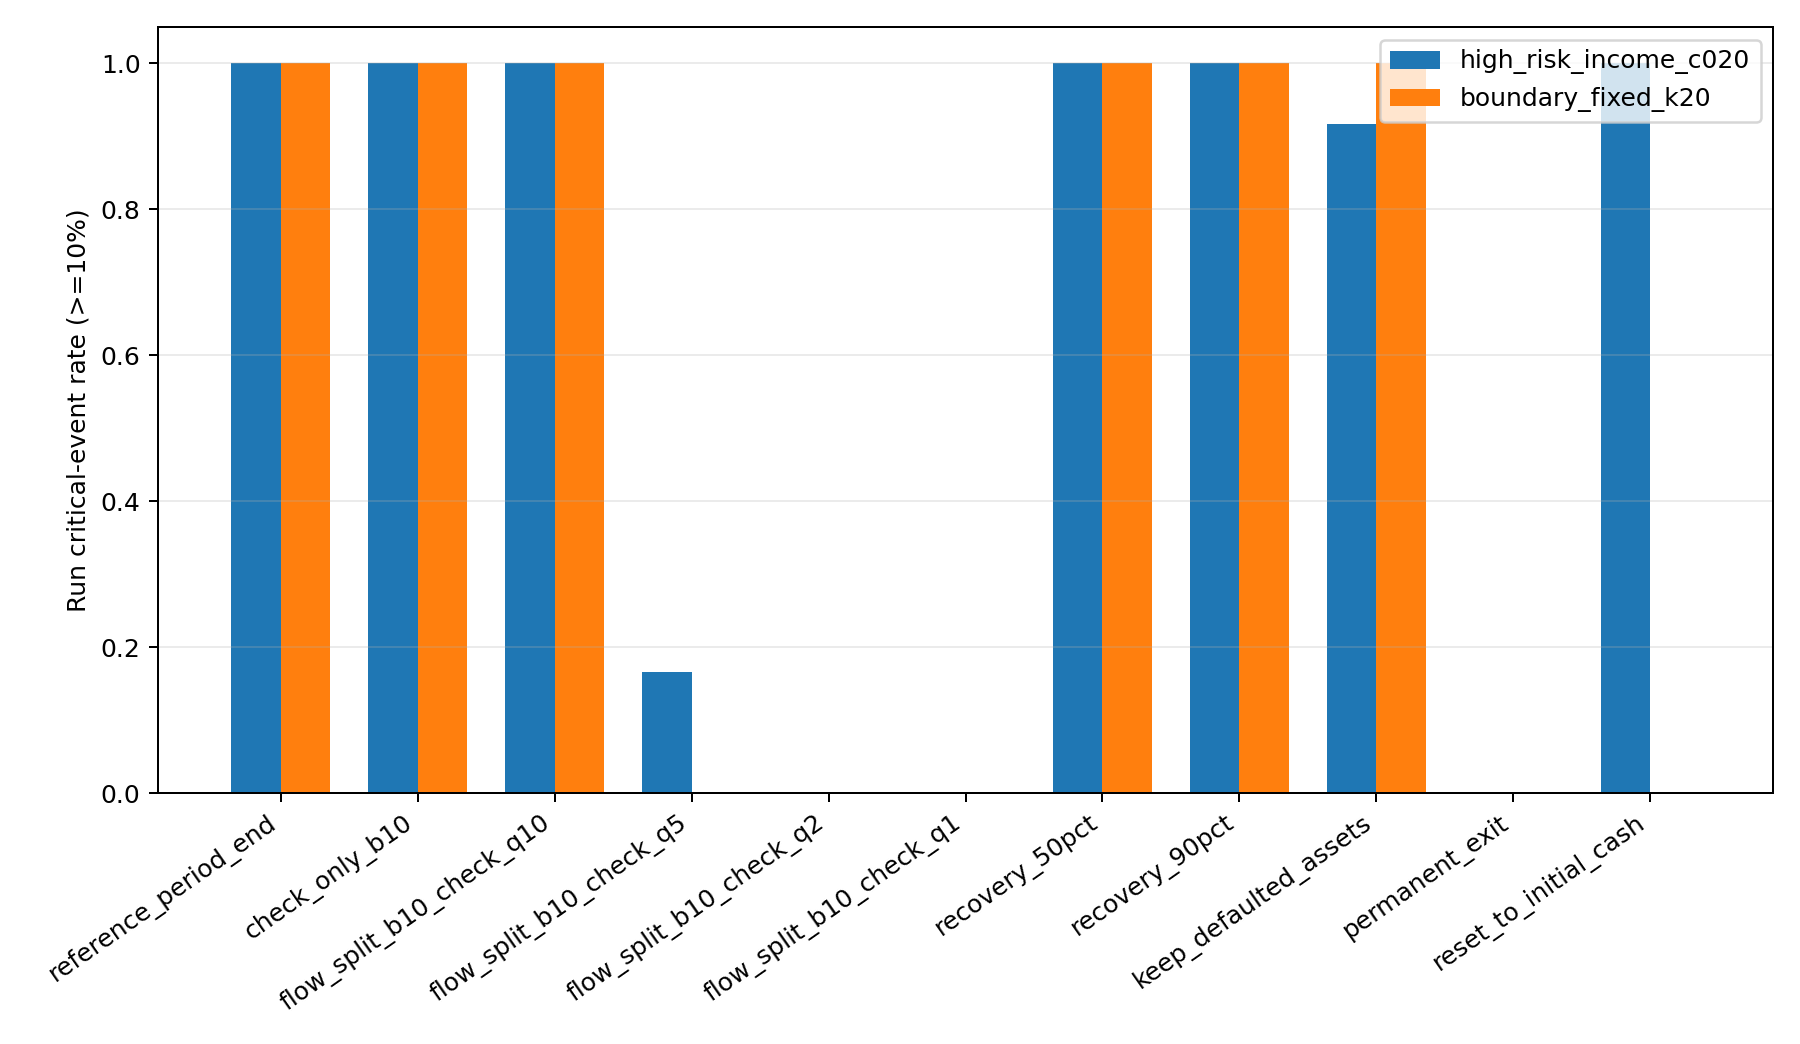 high_risk_income_c020
boundary_fixed_k20
Run critical-event rate (>=10%)
1.0
0.8
0.6
0.4
0.2
0.0
reference_period_end
check_only_b10
flow_split_b10_check_q10
flow_split_b10_check_q5
flow_split_b10_check_q2
flow_split_b10_check_q1
recovery_50pct
recovery_90pct
keep_defaulted_assets
permanent_exit
reset_to_initial_cash